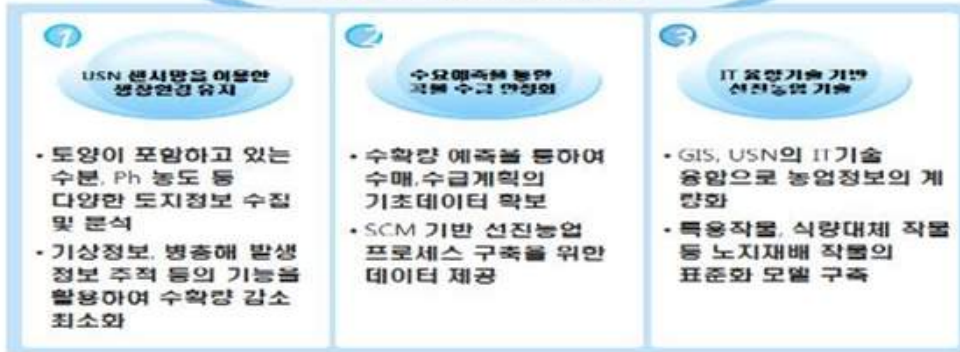 1
USN 센서망을 이용한
생장환경 유지
• 토양이 포함하고 있는
수분, Ph 농도 등
다양한 토지정보 수집
및 분석
• 기상정보, 병충해 발생
정보 추적 등의 기능을
활용하여 수확량 감소
최소화
2
수요예측을 통한
곡물 수급 안정화
• 수확량 예측을 통하여
수매,수급계획의
기초데이터 확보
• SCM 기반 선진농업
프로세스 구축을 위한
데이터 제공
3
IT 융합기술 기반
선진농업 기술
• GIS, USN의 IT기술
융합으로 농업정보의 계
량화
• 특용작물, 식량대체 작물
등 노지재배 작물의
표준화 모델 구축